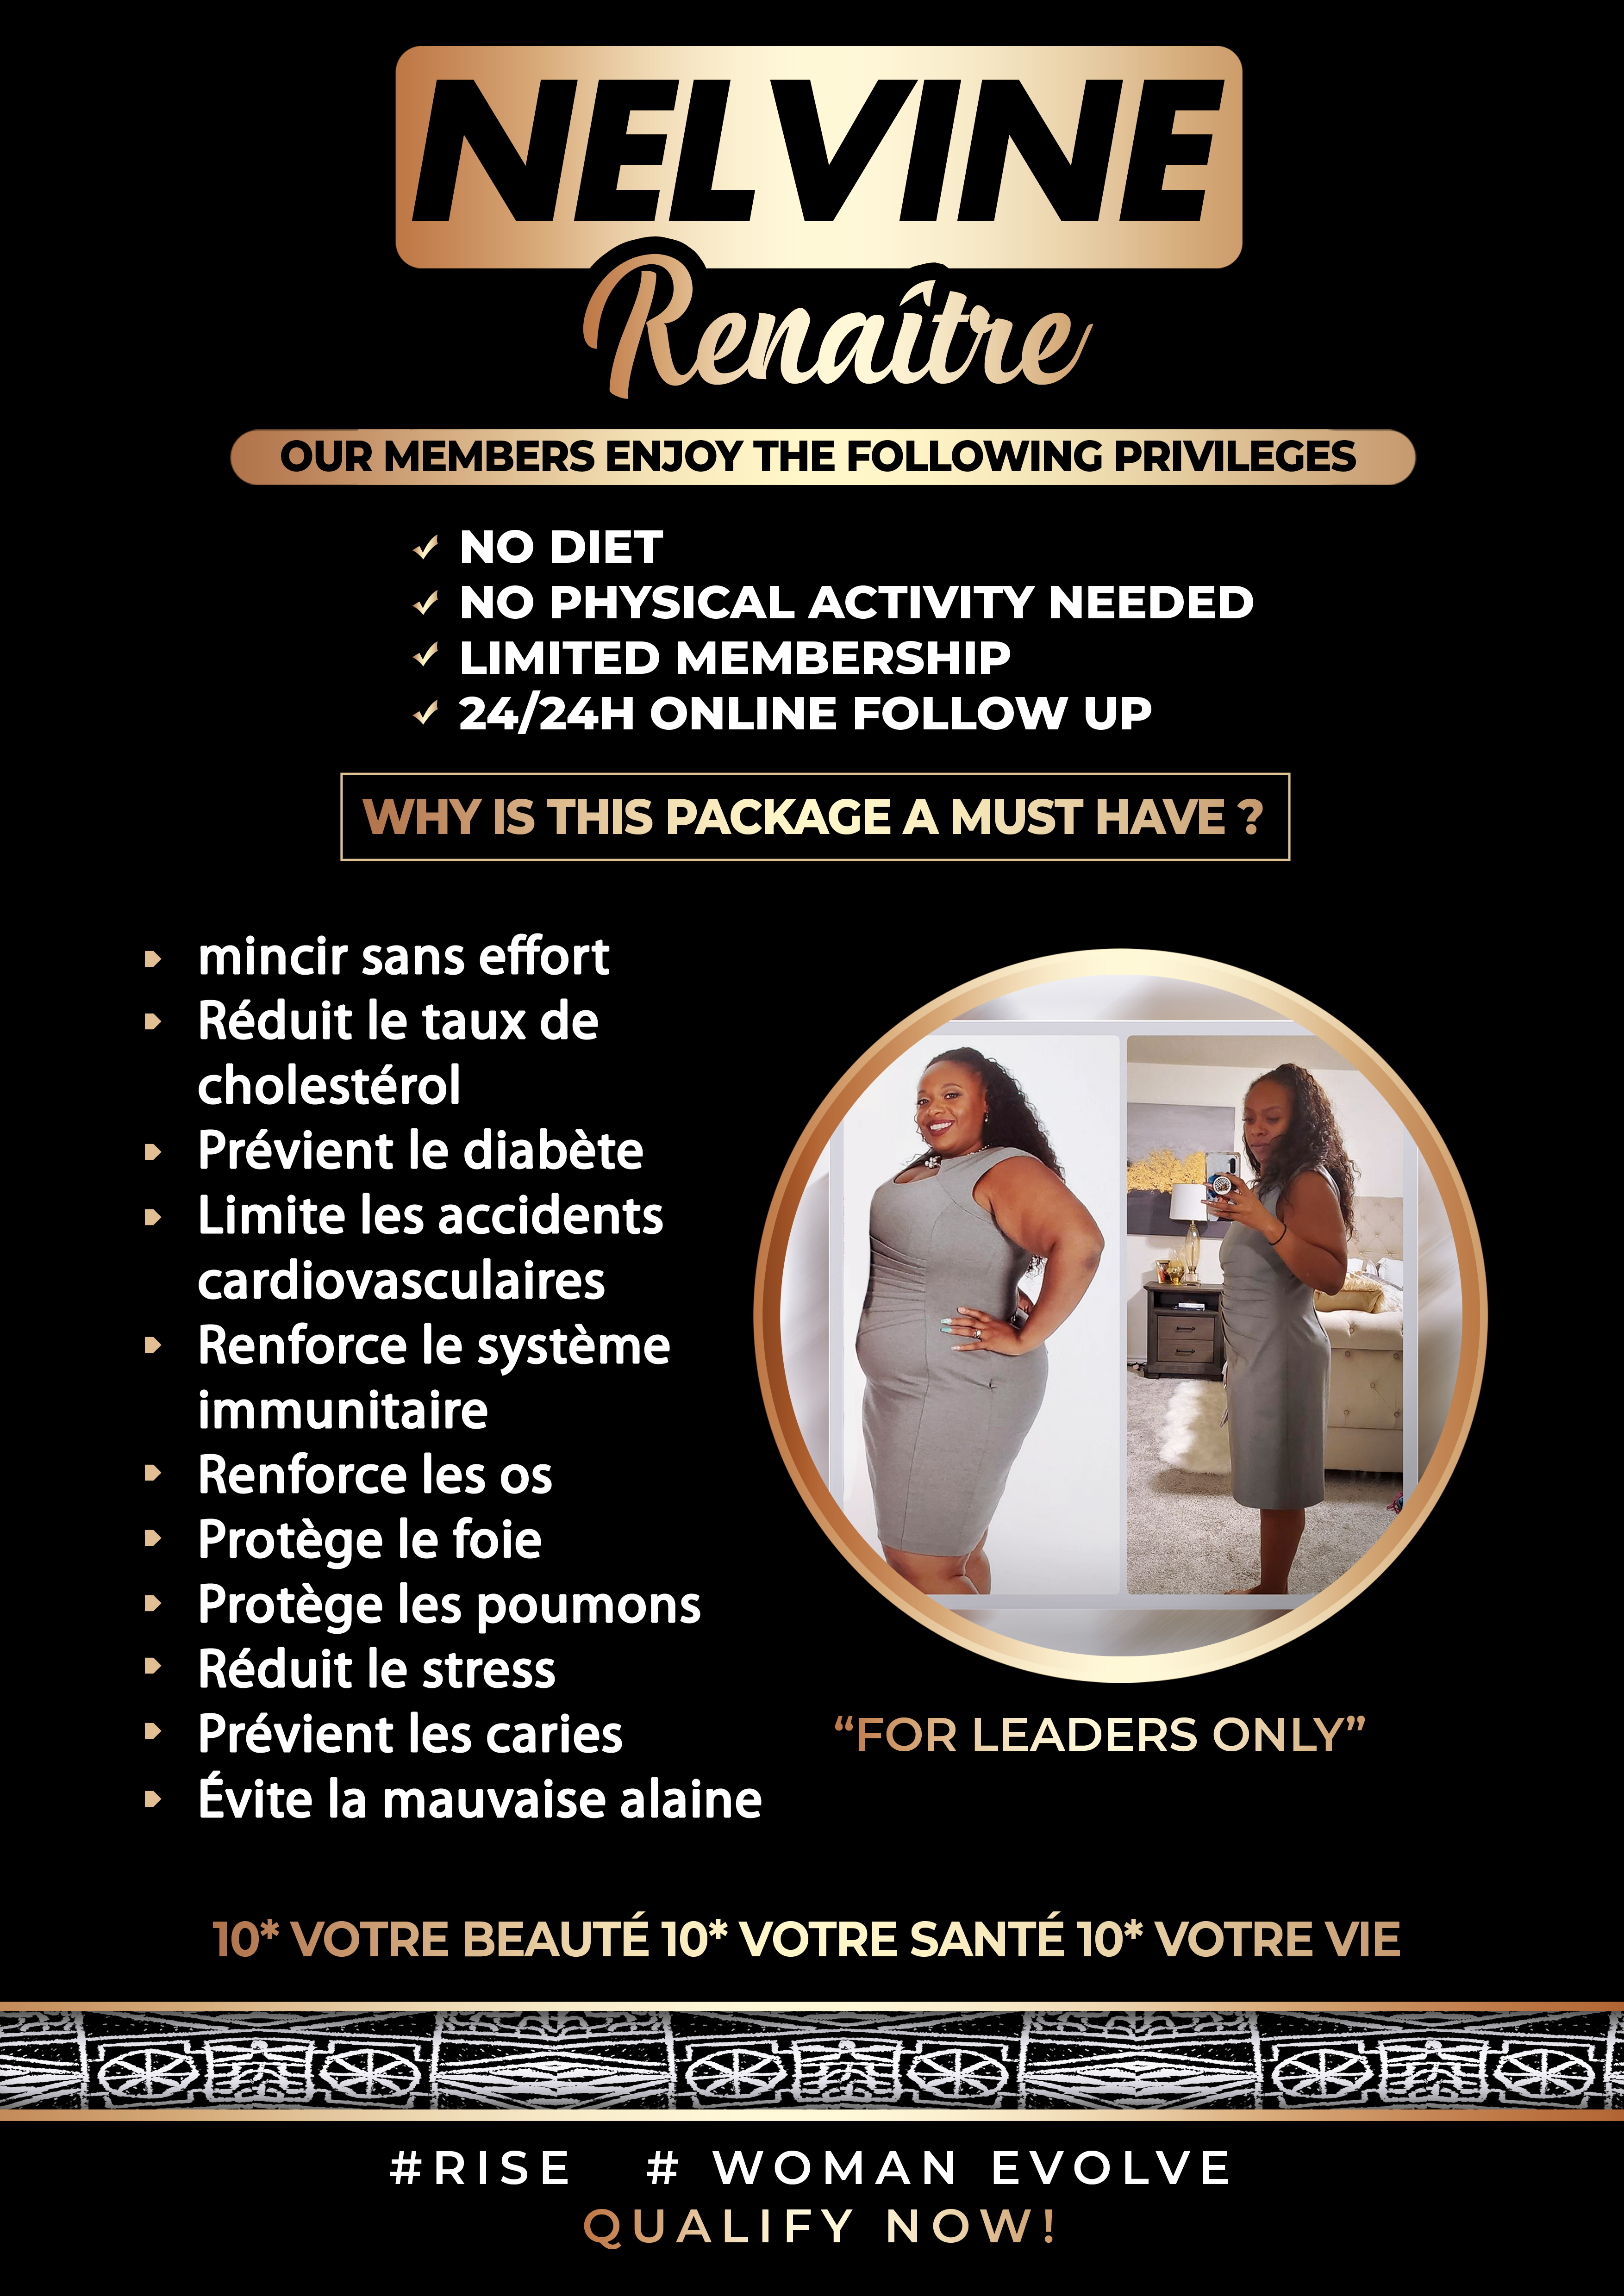 NELVINE
Renaître
OUR MEMBERS ENJOY THE FOLLOWING PRIVILEGES
NO DIET
NO PHYSICAL ACTIVITY NEEDED
LIMITED MEMBERSHIP
24/24H ONLINE FOLLOW UP
WHY IS THIS PACKAGE A MUST HAVE ?
mincir sans effort
Réduit le taux de
cholestérol
Prévient le diabète
Limite les accidents
cardiovasculaires
Renforce le système
immunitaire
Renforce les os
Protège le foie
Protège les poumons
Réduit le stress
Prévient les caries
Évite la mauvaise alaine
“FOR LEADERS ONLY”
10* VOTRE BEAUTÉ 10* VOTRE SANTÉ 10* VOTRE VIE
#RISE # WOMAN EVOLVE
QUALIFY NOW!